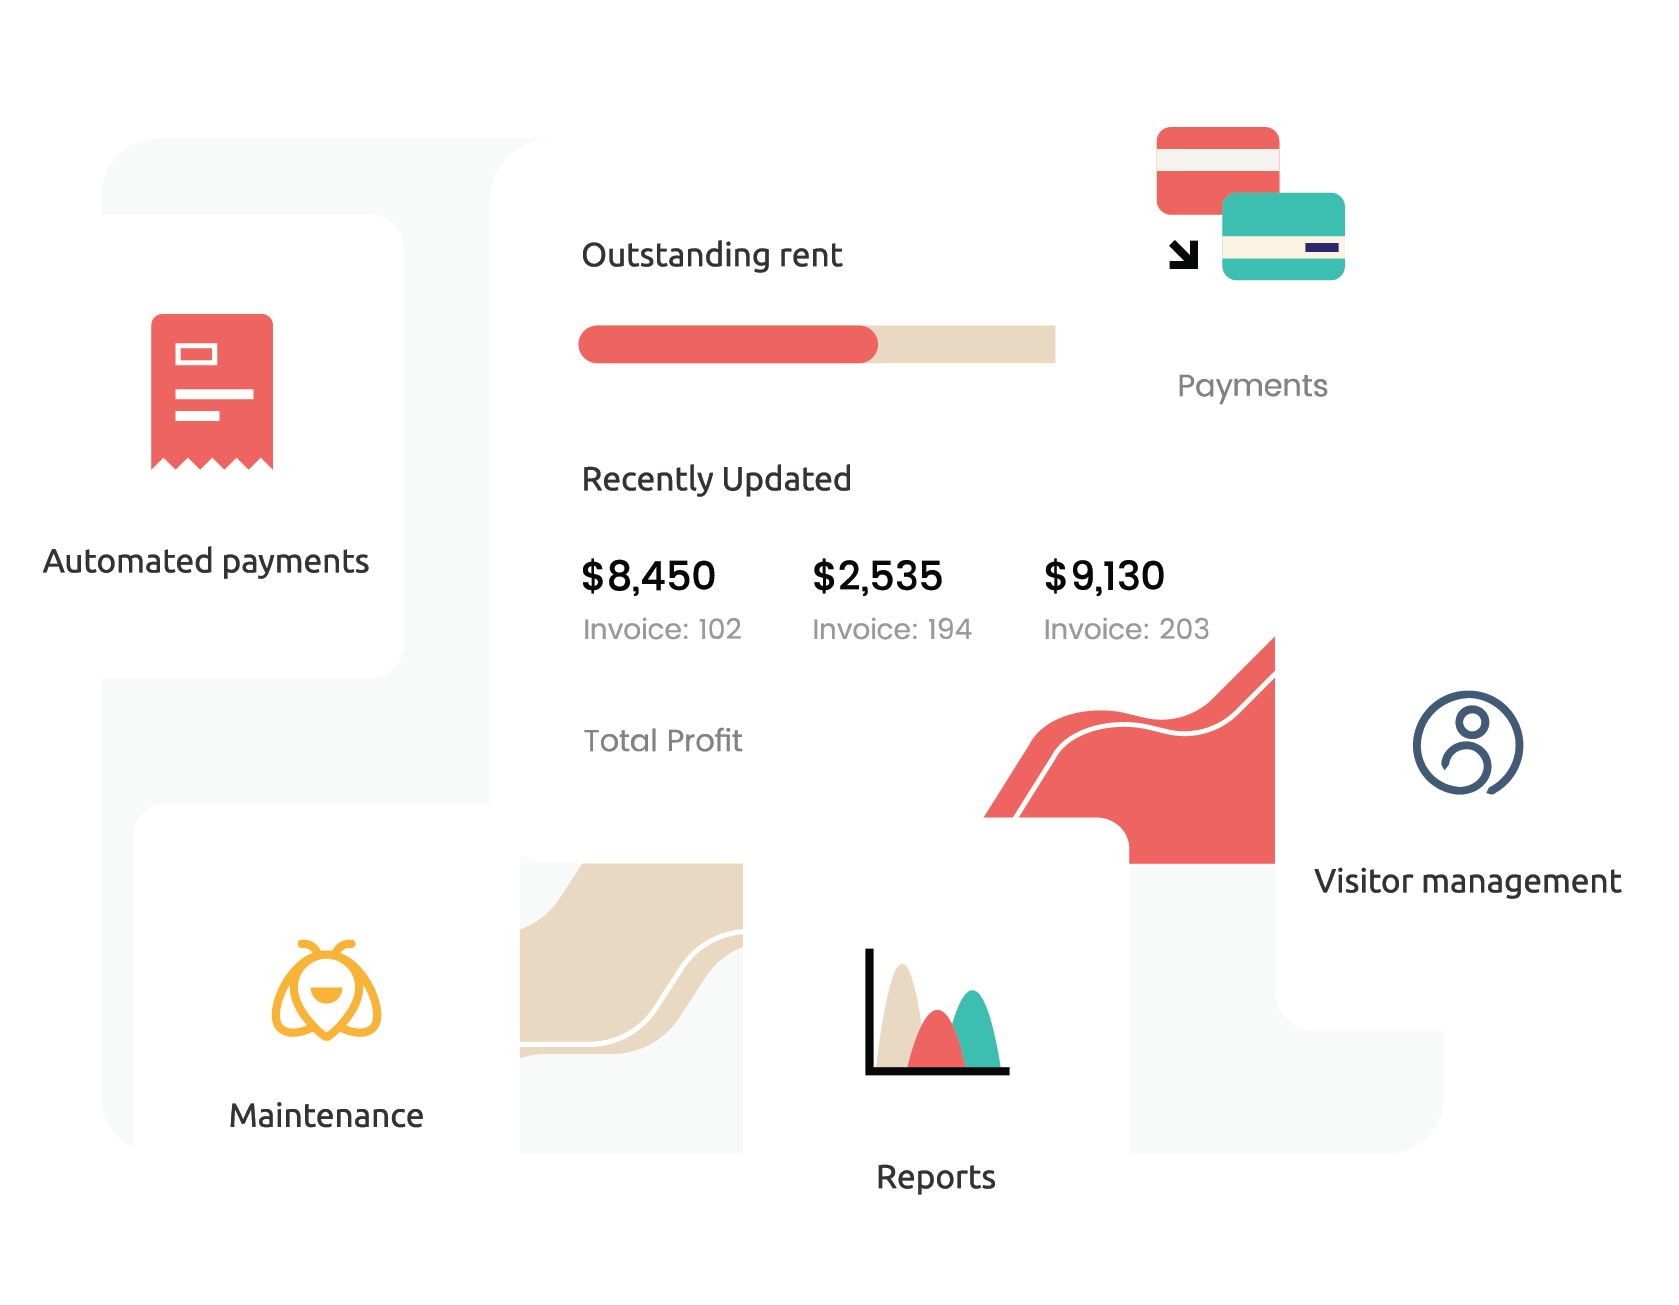 Outstanding rent
Payments
Recently Updated
Automated payments
$8,450
$2,535
$9,130
Invoice: 102
Invoice: 194
Invoice: 203
Total Profit
Visitor management
Maintenance
Reports